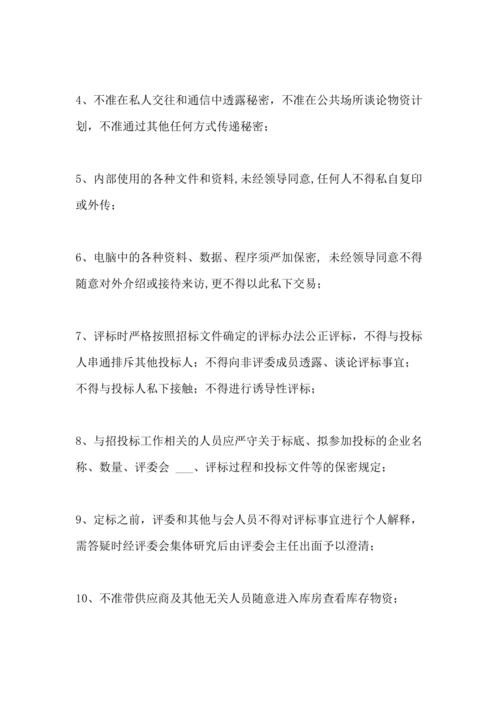 4、不准在私人交往和通信中透露秘密，不准在公共场所谈论物资计
划，不准通过其他任何方式传递秘密；
5、内部使用的各种文件和资料,未经领导同意,任何人不得私自复印
或外传；
6、电脑中的各种资料、数据、程序须严加保密, 未经领导同意不得
随意对外介绍或接待来访,更不得以此私下交易；
7、评标时严格按照招标文件确定的评标办法公正评标，不得与投标
人串通排斥其他投标人；不得向非评委成员透露、谈论评标事宜；
不得与投标人私下接触；不得进行诱导性评标；
8、与招投标工作相关的人员应严守关于标底、拟参加投标的企业名
称、数量、评委会 ___、评标过程和投标文件等的保密规定；
9、定标之前，评委和其他与会人员不得对评标事宜进行个人解释，
需答疑时经评委会集体研究后由评委会主任出面予以澄清；
10、不准带供应商及其他无关人员随意进入库房查看库存物资；